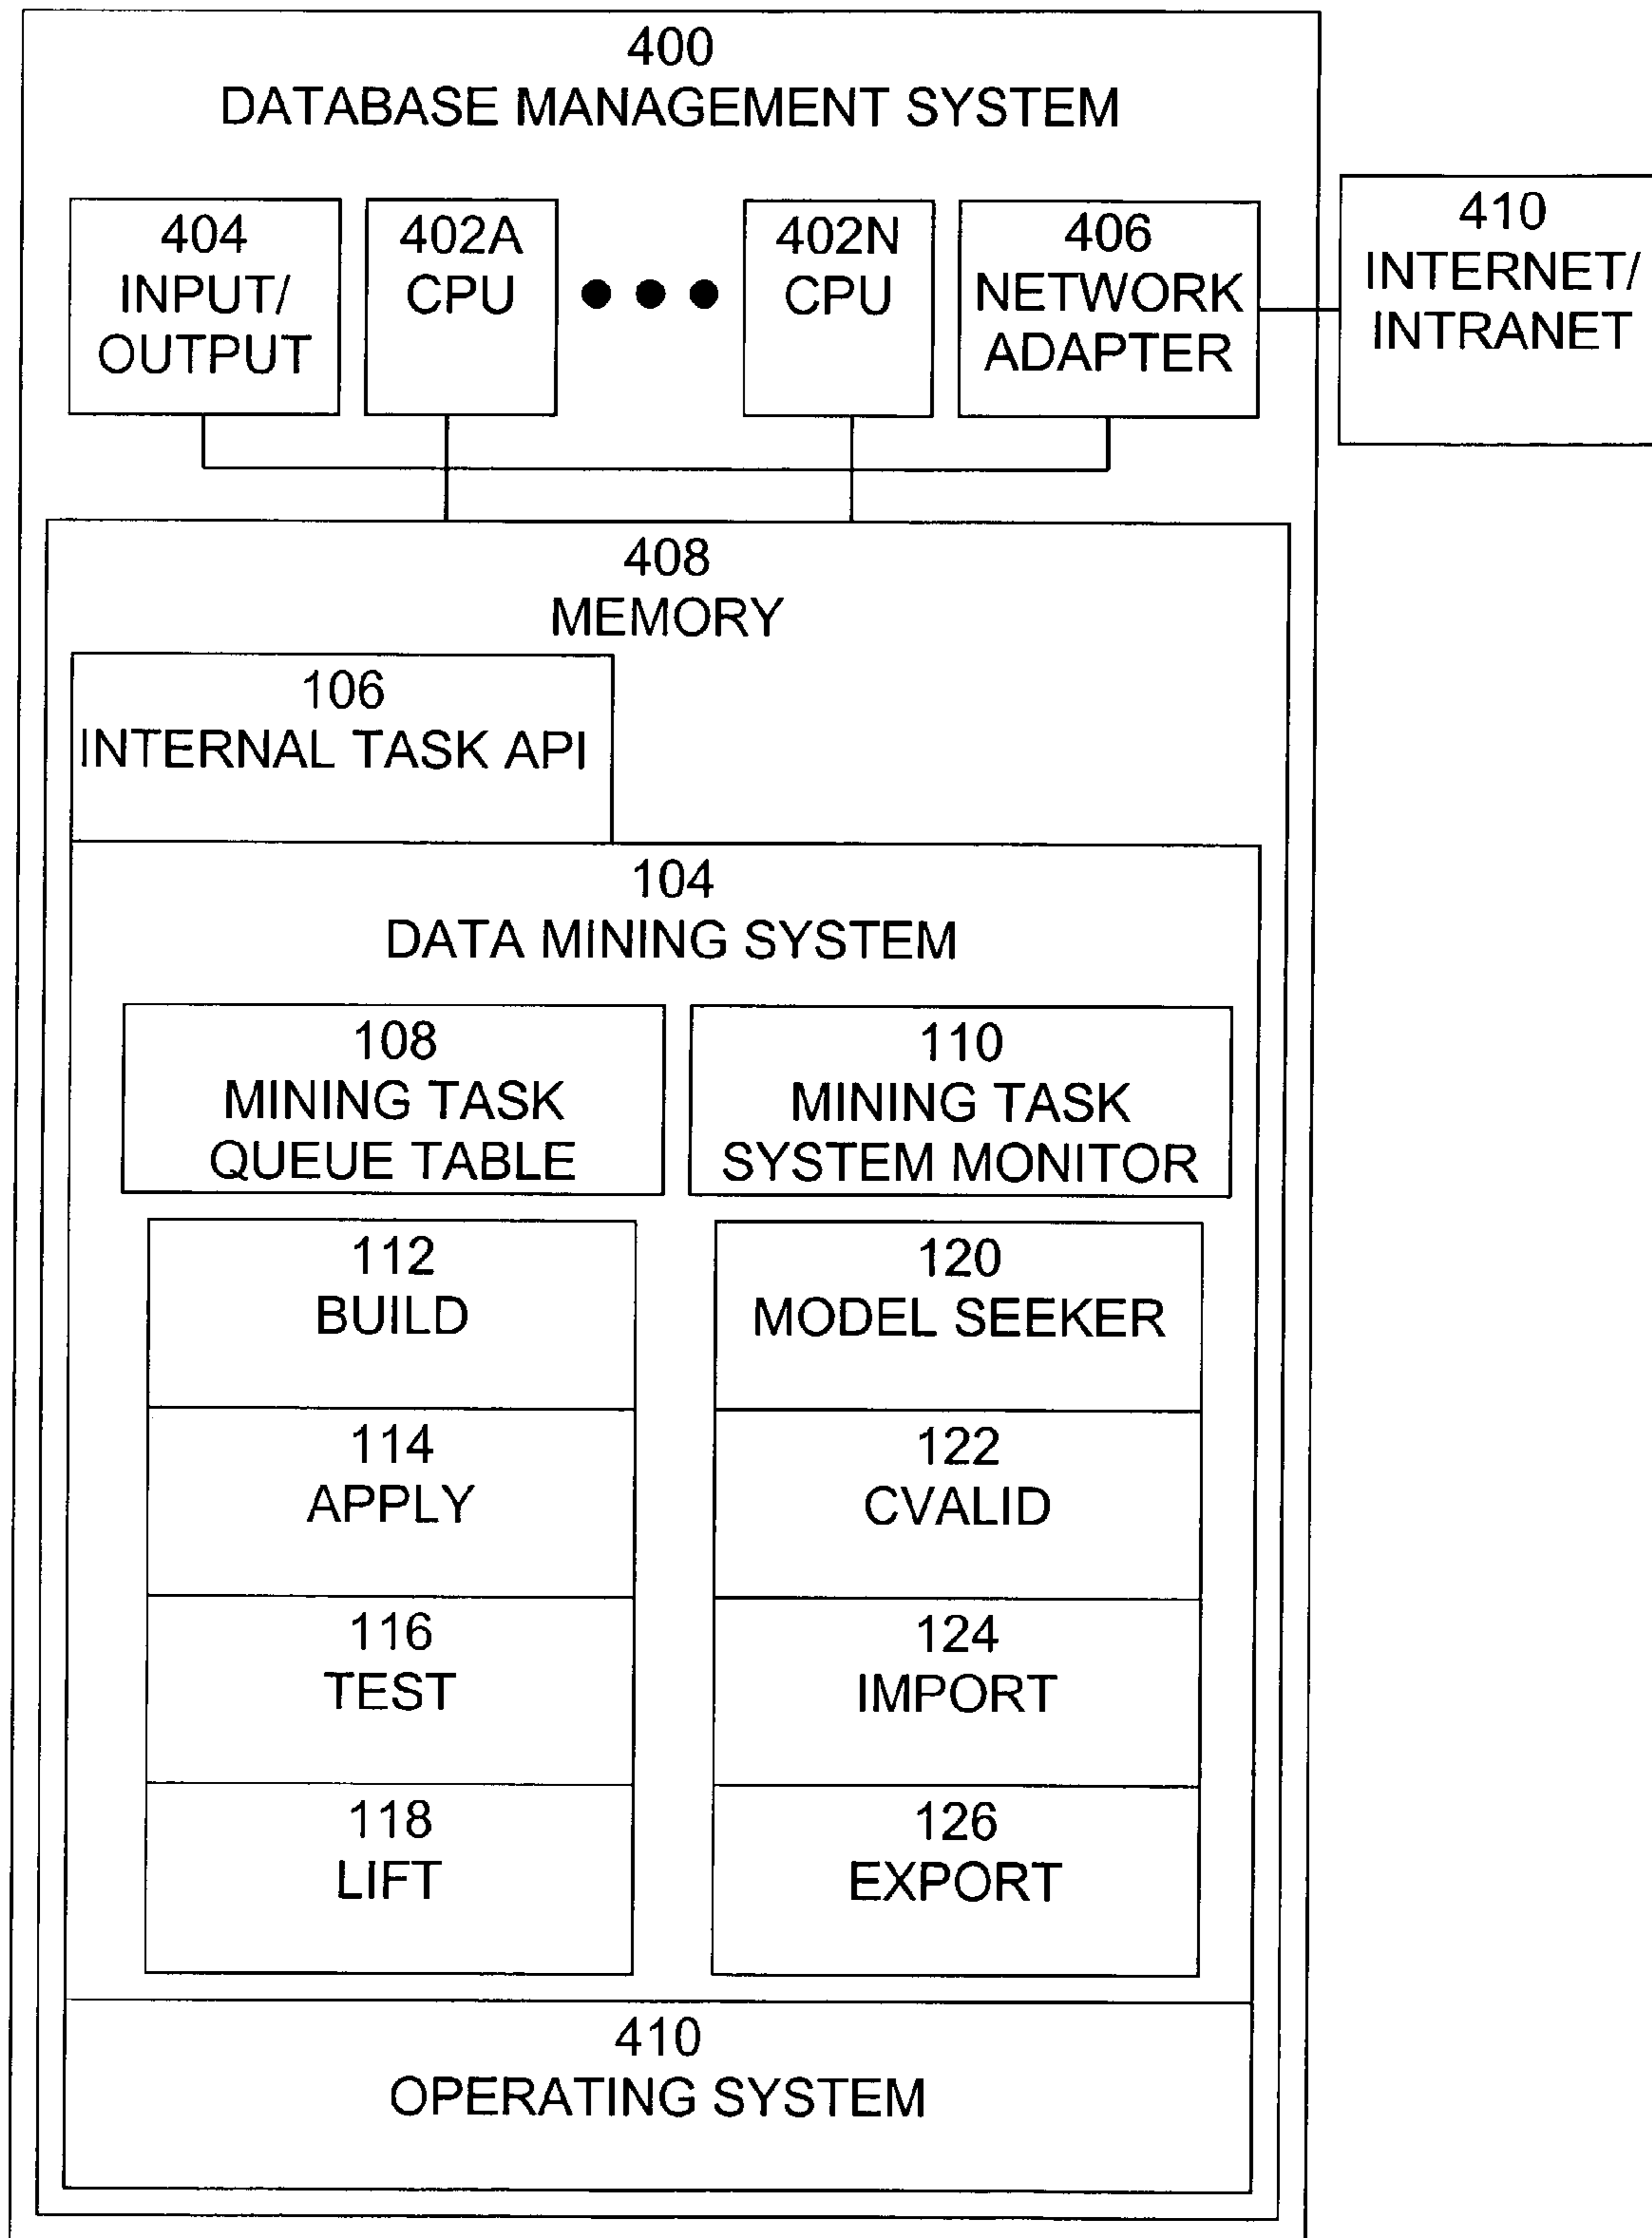 400
DATABASE MANAGEMENT SYSTEM
404
INPUT/
OUTPUT
402A
CPU
402N
CPU
406
NETWORK
ADAPTER
410
INTERNET/
INTRANET
408
MEMORY
106
INTERNAL TASK API
104
DATA MINING SYSTEM
108
MINING TASK
QUEUE TABLE
110
MINING TASK
SYSTEM MONITOR
112
BUILD
114
APPLY
116
TEST
118
LIFT
120
MODEL SEEKER
122
CVALID
124
IMPORT
126
EXPORT
410
OPERATING SYSTEM